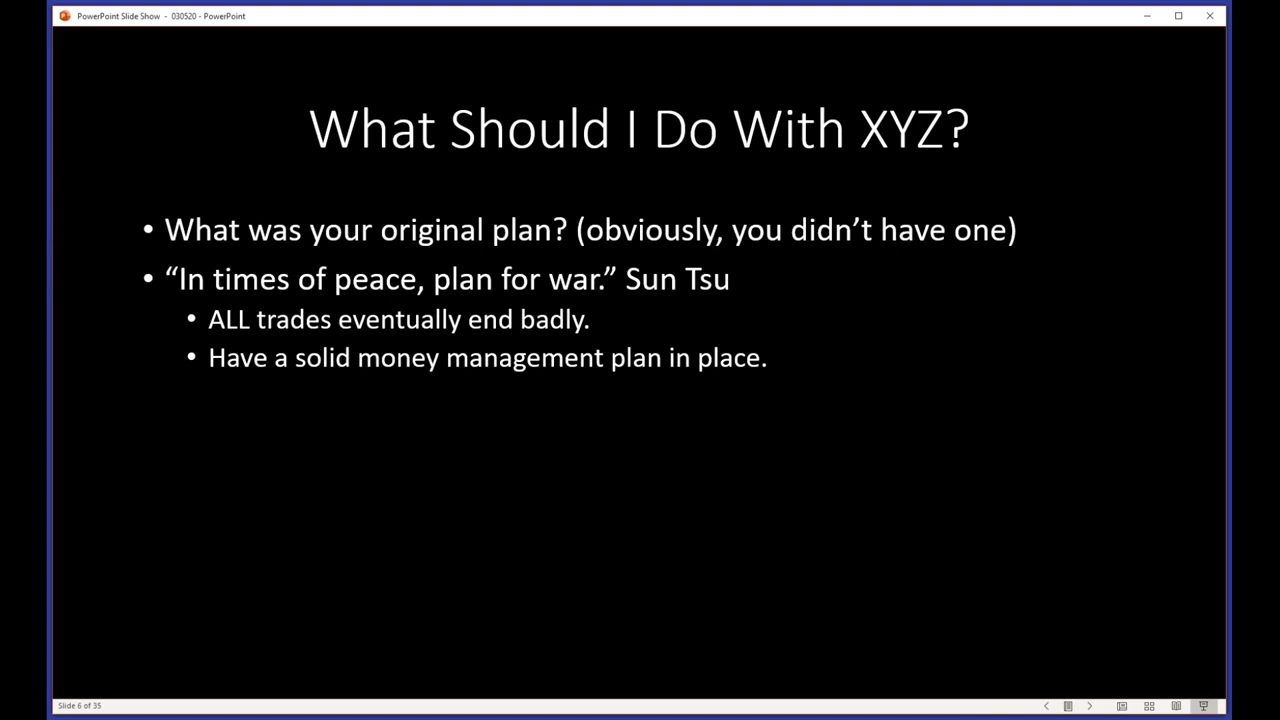 PowerPoint Slide Show - 030520 - PowerPoint
What Should I Do With XYZ?
• What was your original plan? (obviously, you didn’t have one)
• “In times of peace, plan for war.” Sun Tsu
• ALL trades eventually end badly.
• Have a solid money management plan in place.
Slide 6 of 35